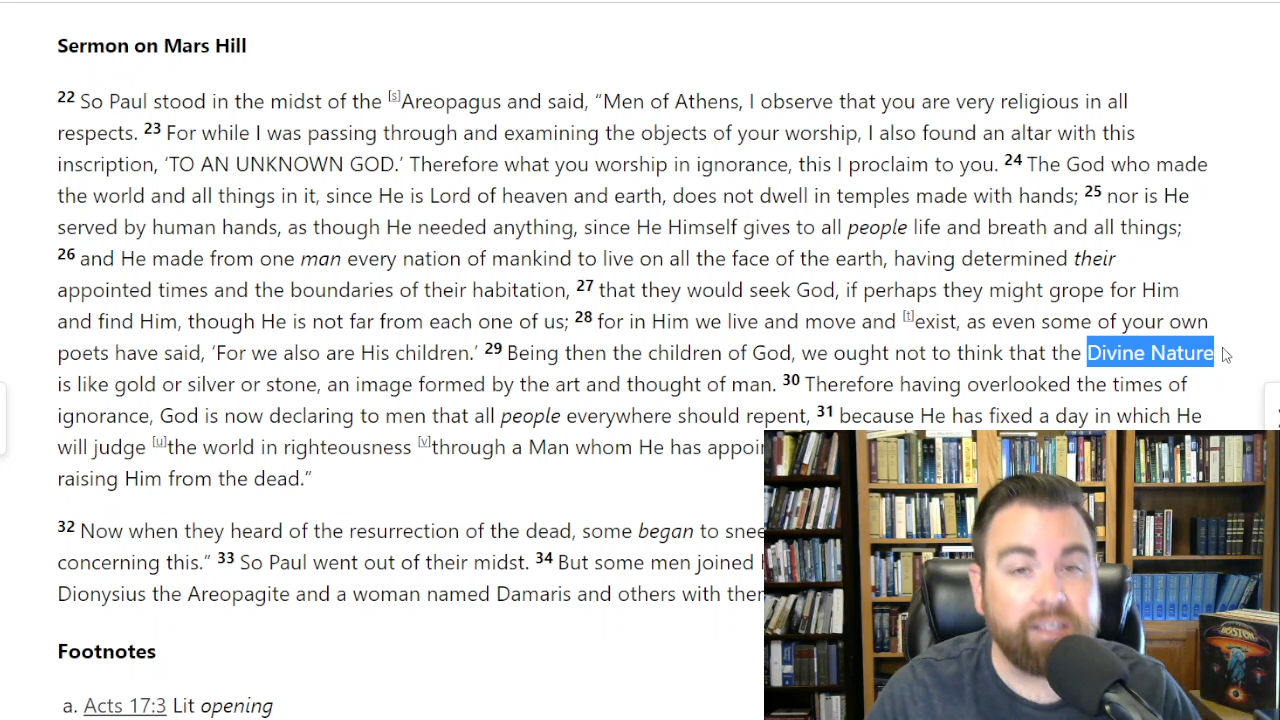 Sermon on Mars Hill
22 So Paul stood in the midst of the [s]Areopagus and said, “Men of Athens, I observe that you are very religious in all
respects. 23 For while I was passing through and examining the objects of your worship, I also found an altar with this
inscription, ‘TO AN UNKNOWN GOD.’ Therefore what you worship in ignorance, this I proclaim to you. 24 The God who made
the world and all things in it, since He is Lord of heaven and earth, does not dwell in temples made with hands; 25 nor is He
served by human hands, as though He needed anything, since He Himself gives to all people life and breath and all things;
26 and He made from one man every nation of mankind to live on all the face of the earth, having determined their
appointed times and the boundaries of their habitation, 27 that they would seek God, if perhaps they might grope for Him
and find Him, though He is not far from each one of us; 28 for in Him we live and move and [t]exist, as even some of your own
poets have said, ‘For we also are His children.’ 29 Being then the children of God, we ought not to think that the Divine Nature
is like gold or silver or stone, an image formed by the art and thought of man. 30 Therefore having overlooked the times of
ignorance, God is now declaring to men that all people everywhere should repent, 31 because He has fixed a day in which He
will judge [u]the world in righteousness [v]through a Man whom He has appoi
raising Him from the dead.”
32 Now when they heard of the resurrection of the dead, some began to snee
concerning this.” 33 So Paul went out of their midst. 34 But some men joined
Dionysius the Areopagite and a woman named Damaris and others with ther
Footnotes
a. Acts 17:3 Lit opening
BOSTON